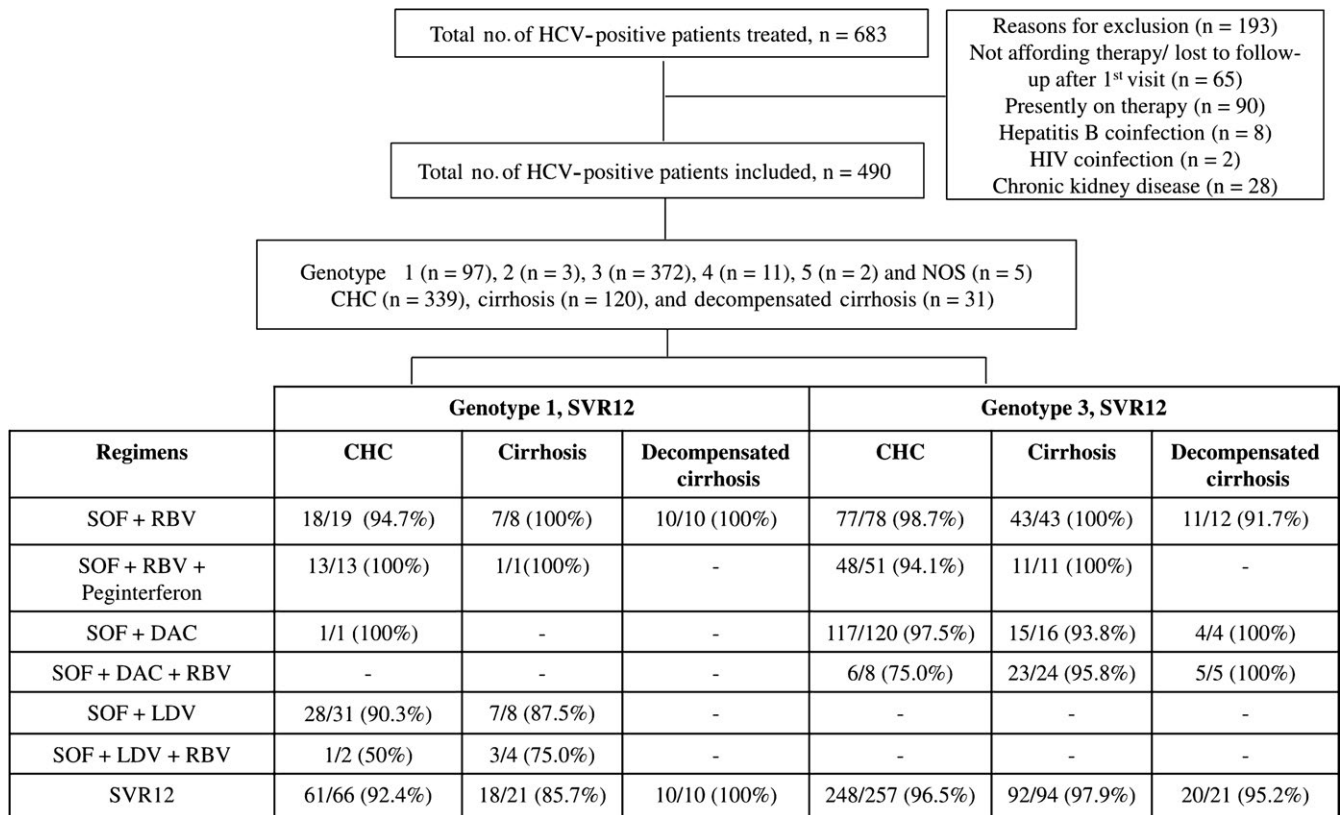 Total no. of HCV-positive patients treated, n = 683
Reasons for exclusion (n = 193)
Not affording therapy/ lost to follow-
up after 1st visit (n = 65)
Presently on therapy (n = 90)
Hepatitis B coinfection (n = 8)
HIV coinfection (n = 2)
Chronic kidney disease (n = 28)
Total no. of HCV-positive patients included, n = 490
Genotype 1 (n = 97), 2 (n = 3), 3 (n = 372), 4 (n = 11), 5 (n = 2) and NOS (n = 5)
CHC (n = 339), cirrhosis (n = 120), and decompensated cirrhosis (n = 31)
Genotype 1, SVR12 Genotype 3, SVR12
Regimens CHC Cirrhosis Decompensated cirrhosis CHC Cirrhosis Decompensated cirrhosis
SOF + RBV 18/19 (94.7%) 7/8 (100%) 10/10 (100%) 77/78 (98.7%) 43/43 (100%) 11/12 (91.7%)
SOF + RBV + Peginterferon 13/13 (100%) 1/1(100%) - 48/51 (94.1%) 11/11 (100%) -
SOF + DAC 1/1 (100%) - - 117/120 (97.5%) 15/16 (93.8%) 4/4 (100%)
SOF + DAC + RBV - - - 6/8 (75.0%) 23/24 (95.8%) 5/5 (100%)
SOF + LDV 28/31 (90.3%) 7/8 (87.5%) - - - -
SOF + LDV + RBV 1/2 (50%) 3/4 (75.0%) - - - -
SVR12 61/66 (92.4%) 18/21 (85.7%) 10/10 (100%) 248/257 (96.5%) 92/94 (97.9%) 20/21 (95.2%)